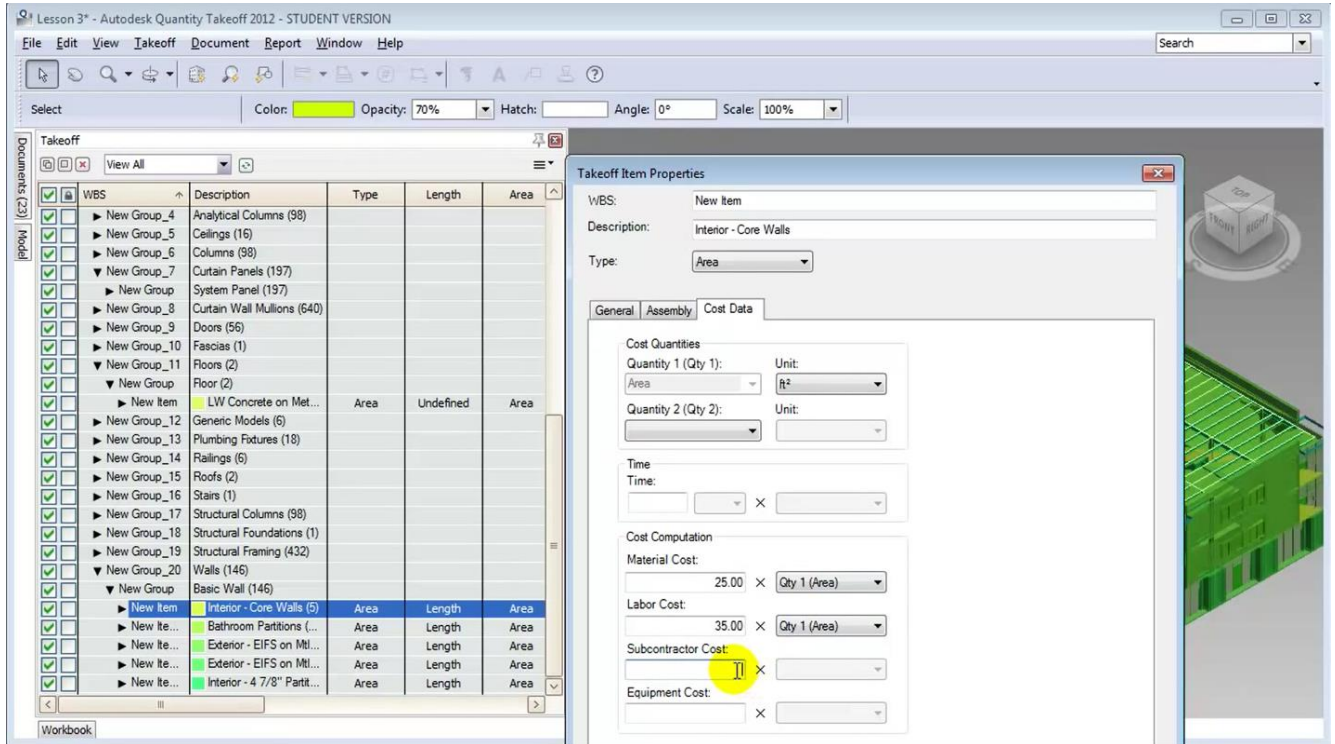 Lesson 3* - Autodesk Quantity Takeoff 2012 - STUDENT VERSION
File Edit View Takeoff Document Report Window Help
Search
Select Color: Opacity: 70% Hatch: Angle: 0° Scale: 100%
Documents (23)
Model
Takeoff
View All
WBS Description Type Length Area
New Group_4 Analytical Columns (98)
New Group_5 Ceilings (16)
New Group_6 Columns (98)
New Group_7 Curtain Panels (197)
New Group System Panel (197)
New Group_8 Curtain Wall Mullions (640)
New Group_9 Doors (56)
New Group_10 Fascias (1)
New Group_11 Floors (2)
New Group Floor (2)
New Item LW Concrete on Met... Area Undefined Area
New Group_12 Generic Models (6)
New Group_13 Plumbing Fixtures (18)
New Group_14 Railings (6)
New Group_15 Roofs (2)
New Group_16 Stairs (1)
New Group_17 Structural Columns (98)
New Group_18 Structural Foundations (1)
New Group_19 Structural Framing (432)
New Group_20 Walls (146)
New Group Basic Wall (146)
New Item Interior - Core Walls (5) Area Length Area
New Ite... Bathroom Partitions (... Area Length Area
New Ite... Exterior - EIFS on Mtl... Area Length Area
New Ite... Exterior - EIFS on Mtl... Area Length Area
New Ite... Interior - 4 7/8" Partit... Area Length Area
Workbook
Takeoff Item Properties
WBS: New Item
Description: Interior - Core Walls
Type: Area
General Assembly Cost Data
Cost Quantities
Quantity 1 (Qty 1): Unit:
Area ft²
Quantity 2 (Qty 2): Unit:
Time
Time:
×
Cost Computation
Material Cost:
25.00 × Qty 1 (Area)
Labor Cost:
35.00 × Qty 1 (Area)
Subcontractor Cost:
×
Equipment Cost:
×
TOP
FRONT RIGHT